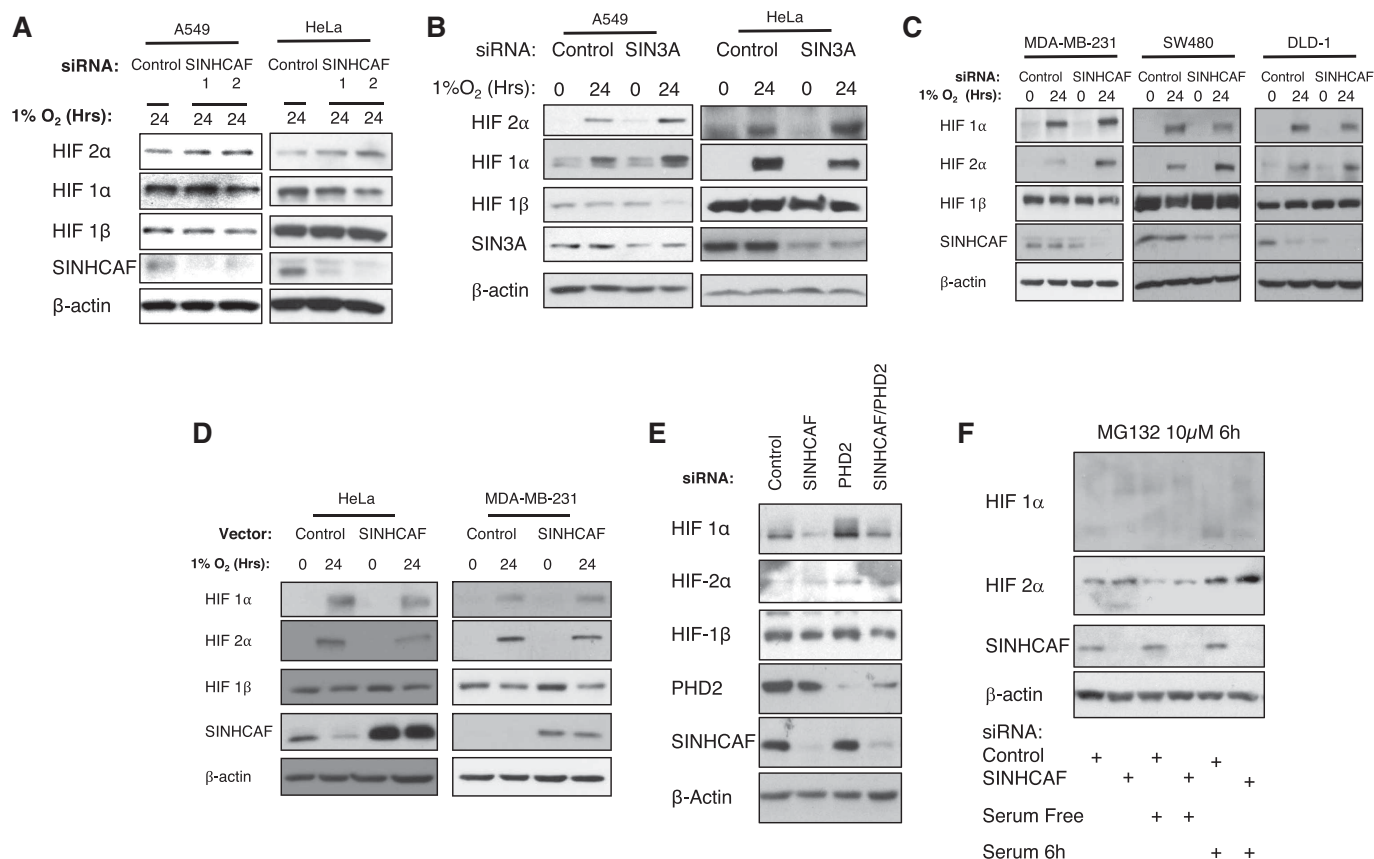 A
A549
HeLa
siRNA: Control SINHCAF Control SINHCAF
1 2 1 2
1% O₂ (Hrs): 24 24 24 24 24 24
HIF 2α
HIF 1α
HIF 1β
SINHCAF
β-actin
B
A549
HeLa
siRNA: Control SIN3A Control SIN3A
1%O₂ (Hrs): 0 24 0 24 0 24 0 24
HIF 2α
HIF 1α
HIF 1β
SIN3A
β-actin
C
MDA-MB-231 SW480 DLD-1
siRNA: Control SINHCAF Control SINHCAF Control SINHCAF
1% O₂ (Hrs): 0 24 0 24 0 24 0 24 0 24 0 24
HIF 1α
HIF 2α
HIF 1β
SINHCAF
β-actin
D
HeLa MDA-MB-231
Vector: Control SINHCAF Control SINHCAF
1% O₂ (Hrs): 0 24 0 24 0 24 0 24
HIF 1α
HIF 2α
HIF 1β
SINHCAF
β-actin
E
siRNA: Control SINHCAF PHD2 SINHCAF/PHD2
HIF 1α
HIF-2α
HIF-1β
PHD2
SINHCAF
β-Actin
F
MG132 10µM 6h
HIF 1α
HIF 2α
SINHCAF
β-actin
siRNA:
Control + + +
SINHCAF + + +
Serum Free + +
Serum 6h + +